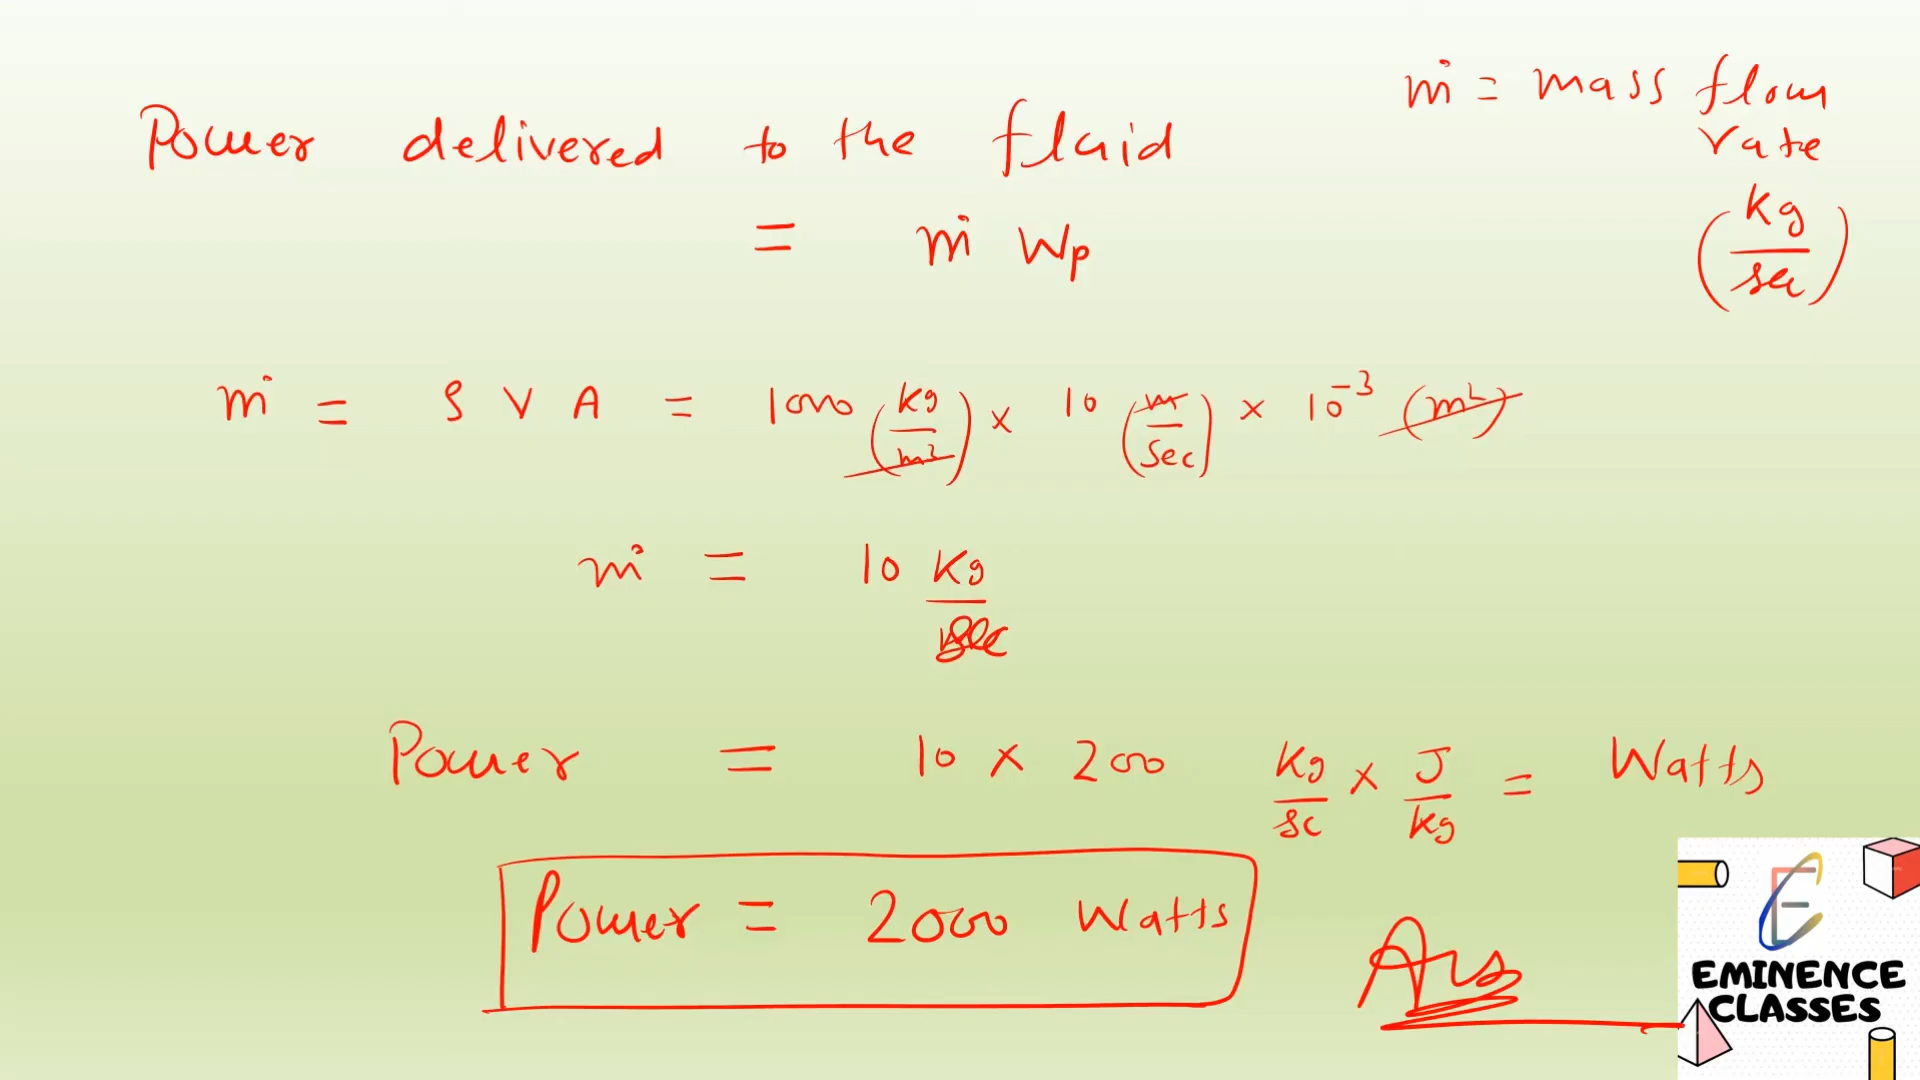 Power delivered to the fluid
= ṁ Wp
ṁ = mass flow
rate
(kg/sec)
ṁ = ρ V A = 1000 (kg/m³) × 10 (m/sec) × 10⁻³ (m²)
ṁ = 10 Kg/sec
Power = 10 × 200 Kg/sc × J/kg = Watts
Power = 2000 Watts
Ans
EMINENCE
CLASSES